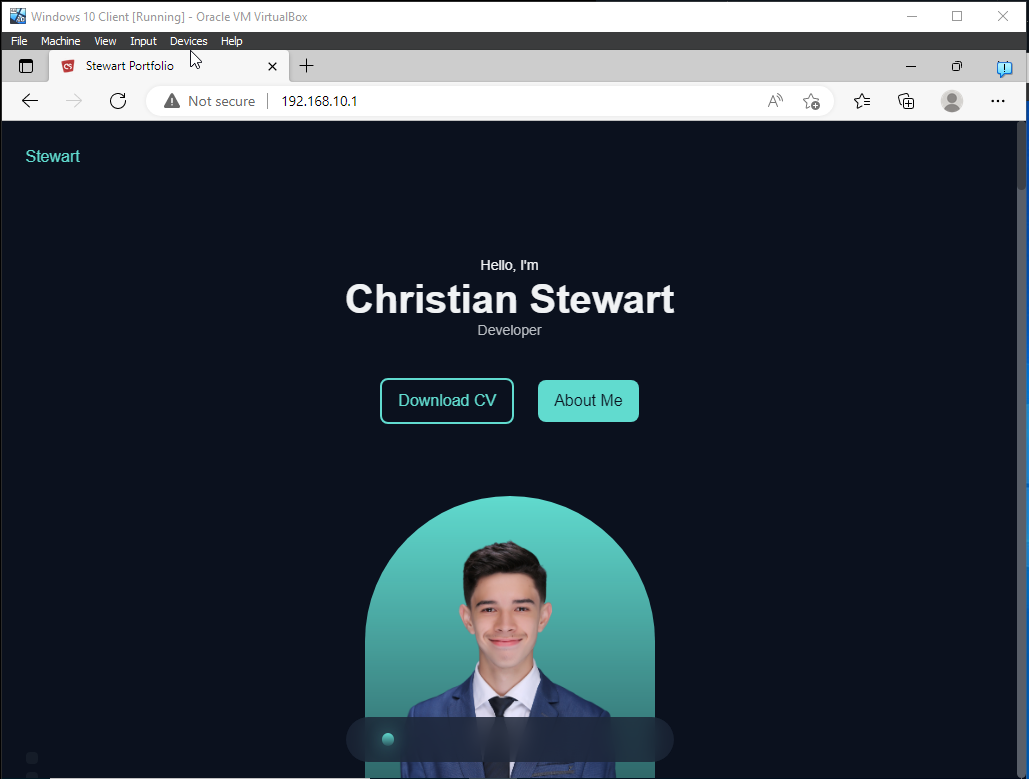 Windows 10 Client [Running] - Oracle VM VirtualBox
File Machine View Input Devices Help
CS Stewart Portfolio
Not secure 192.168.10.1
Stewart
Hello, I'm
Christian Stewart
Developer
Download CV About Me